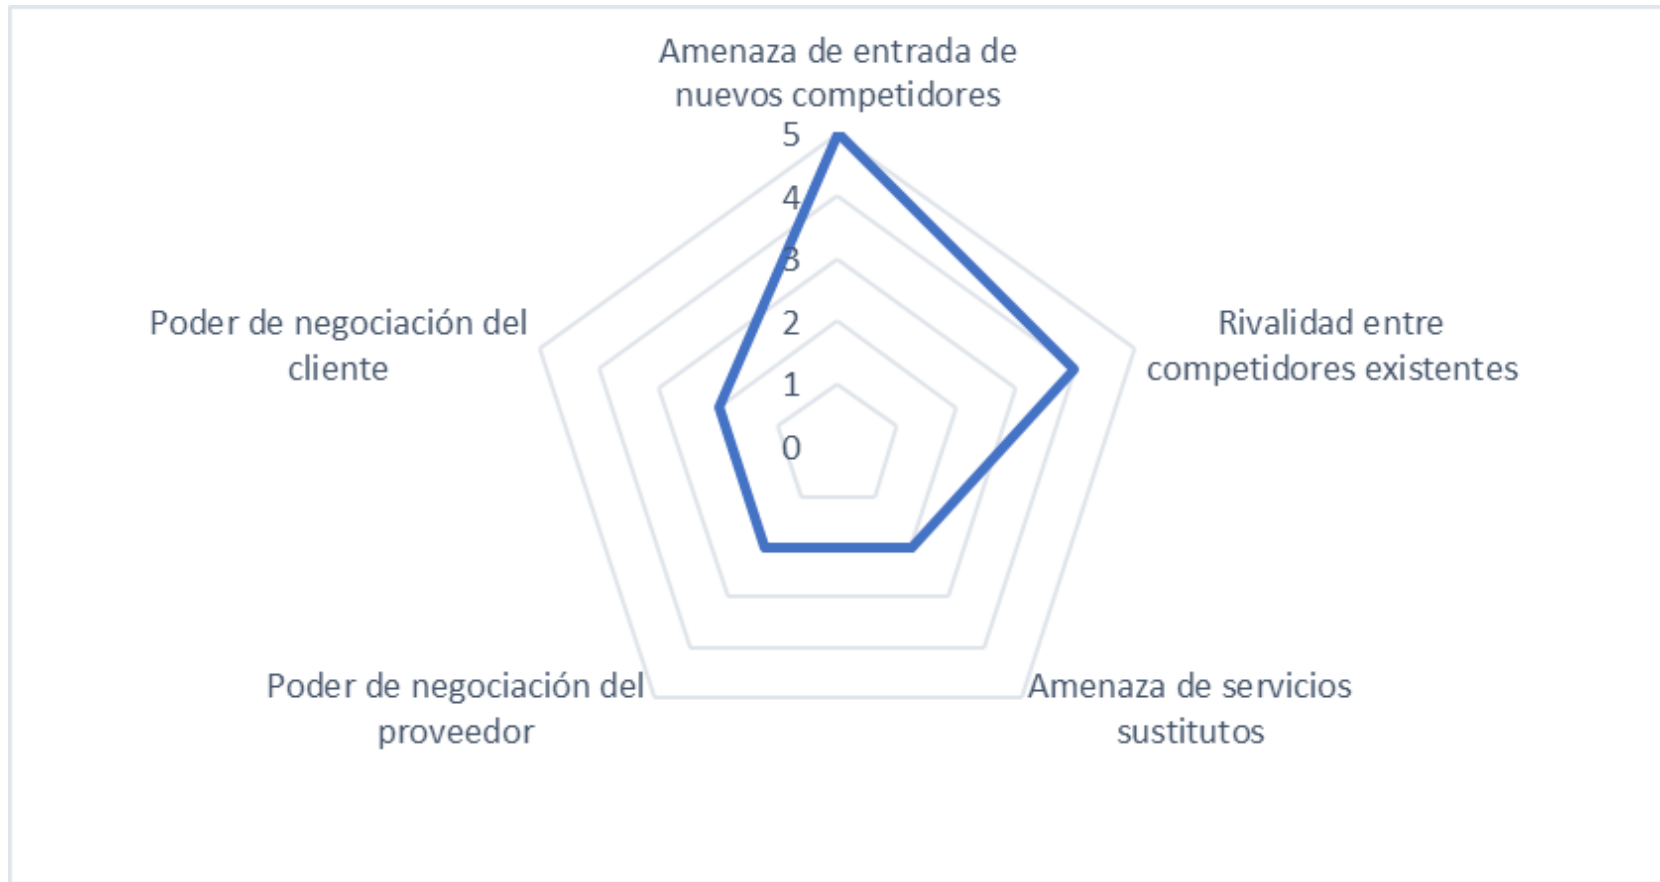 Amenaza de entrada de
nuevos competidores
5
4
3
2
1
0
Rivalidad entre
competidores existentes
Amenaza de servicios
sustitutos
Poder de negociación del
proveedor
Poder de negociación del
cliente